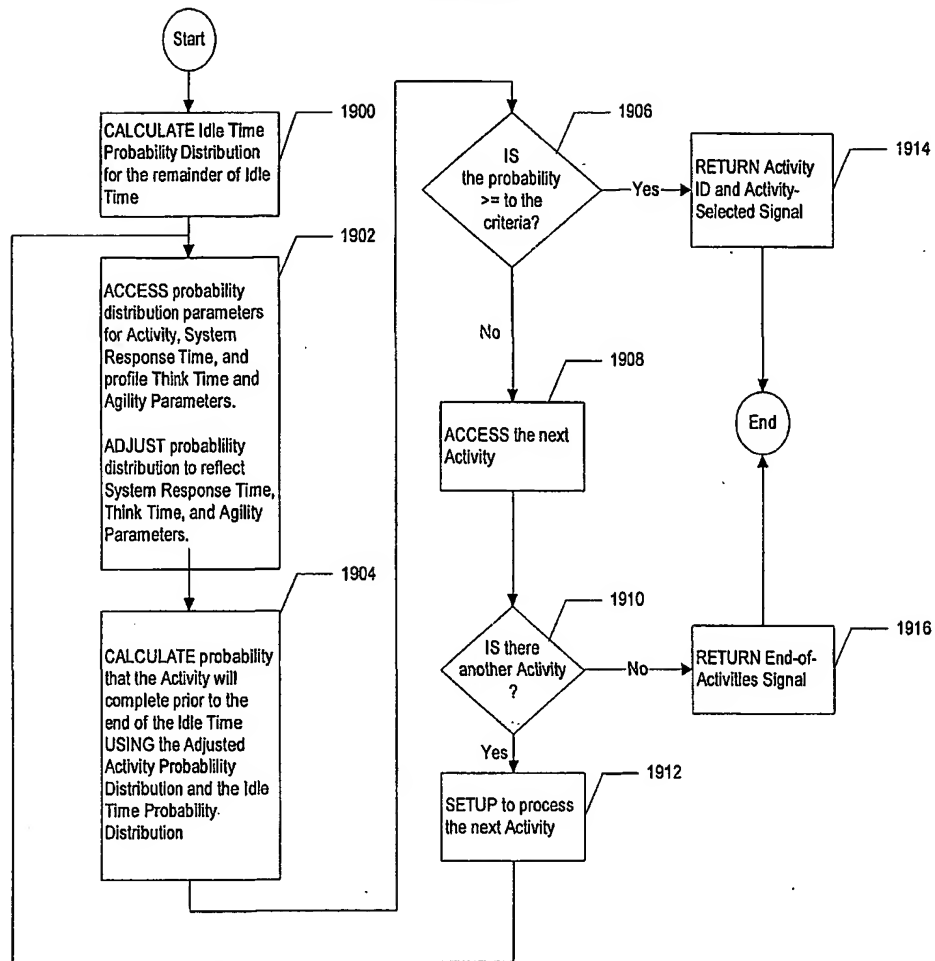 Start
1900
CALCULATE Idle Time
Probability Distribution
for the remainder of Idle
Time
1902
ACCESS probability
distribution parameters
for Activity, System
Response Time, and
profile Think Time and
Agility Parameters.
ADJUST probablility
distribution to reflect
System Response Time,
Think Time, and Agility
Parameters.
1904
CALCULATE probability
that the Activity will
complete prior to the
end of the Idle Time
USING the Adjusted
Activity Probablility
Distribution and the Idle
Time Probability
Distribution
1906
IS
the probability
>= to the
criteria?
Yes
No
1914
RETURN Activity
ID and Activity-
Selected Signal
1908
ACCESS the next
Activity
End
1910
IS there
another Activity
?
No
Yes
1916
RETURN End-of-
Activities Signal
1912
SETUP to process
the next Activity